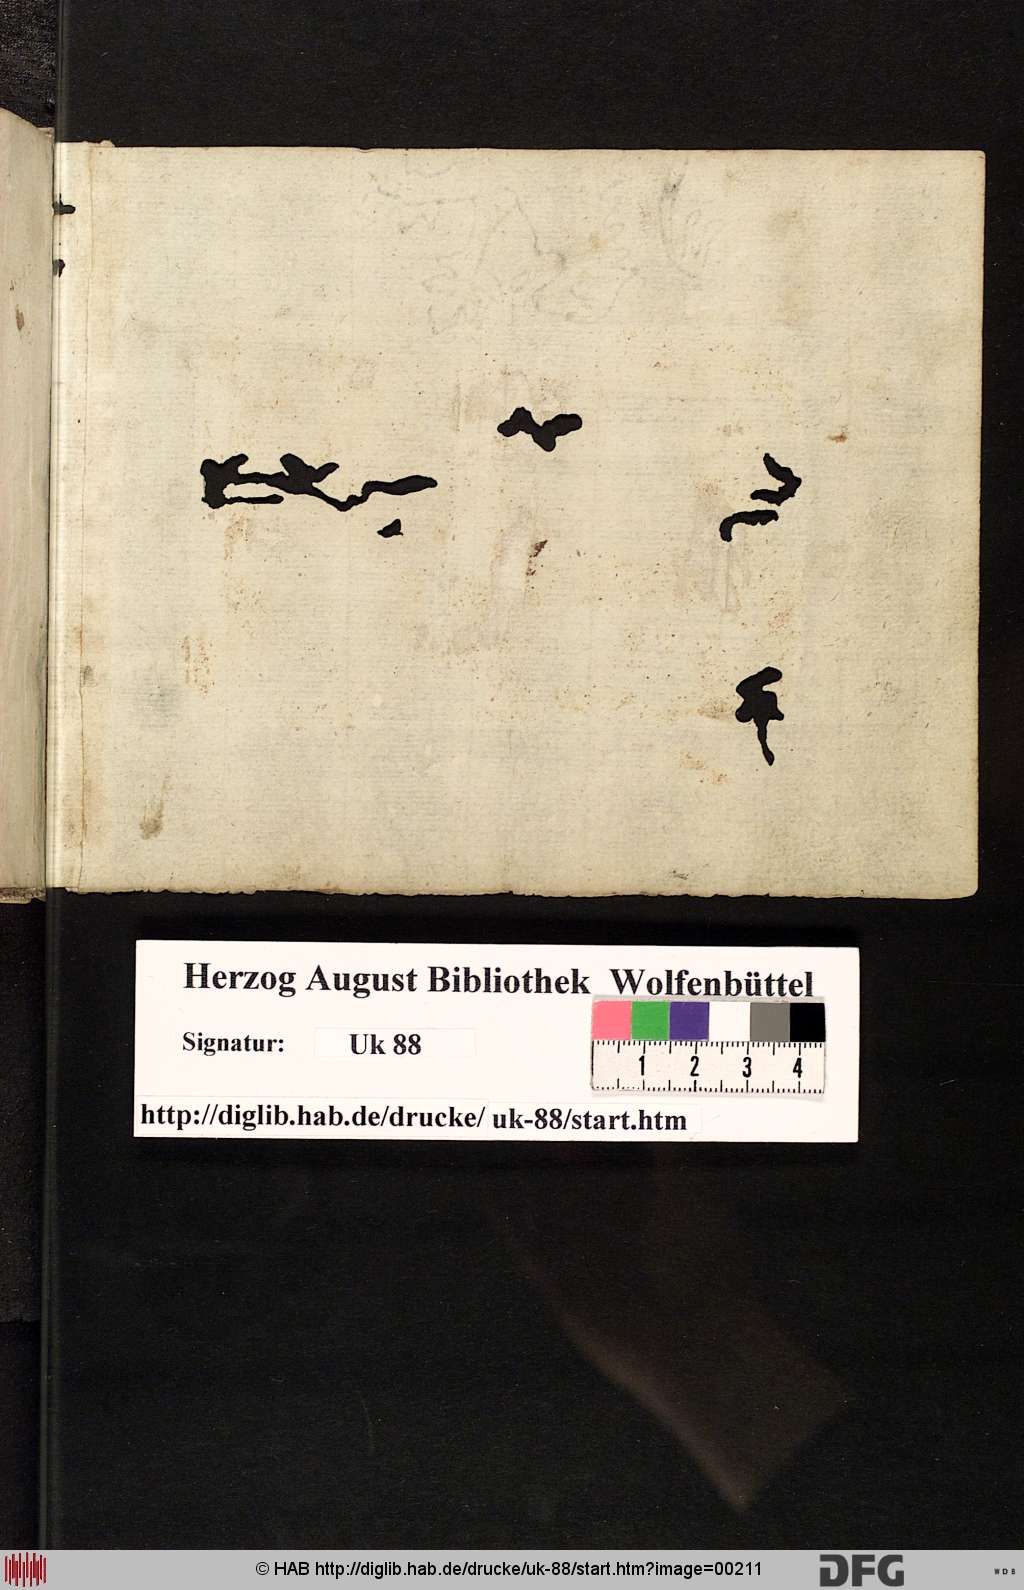 Herzog August Bibliothek Wolfenbüttel
Signatur: Uk 88
1 2 3 4
http://diglib.hab.de/drucke/ uk-88/start.htm
© HAB http://diglib.hab.de/drucke/uk-88/start.htm?image=00211
DFG
WDB